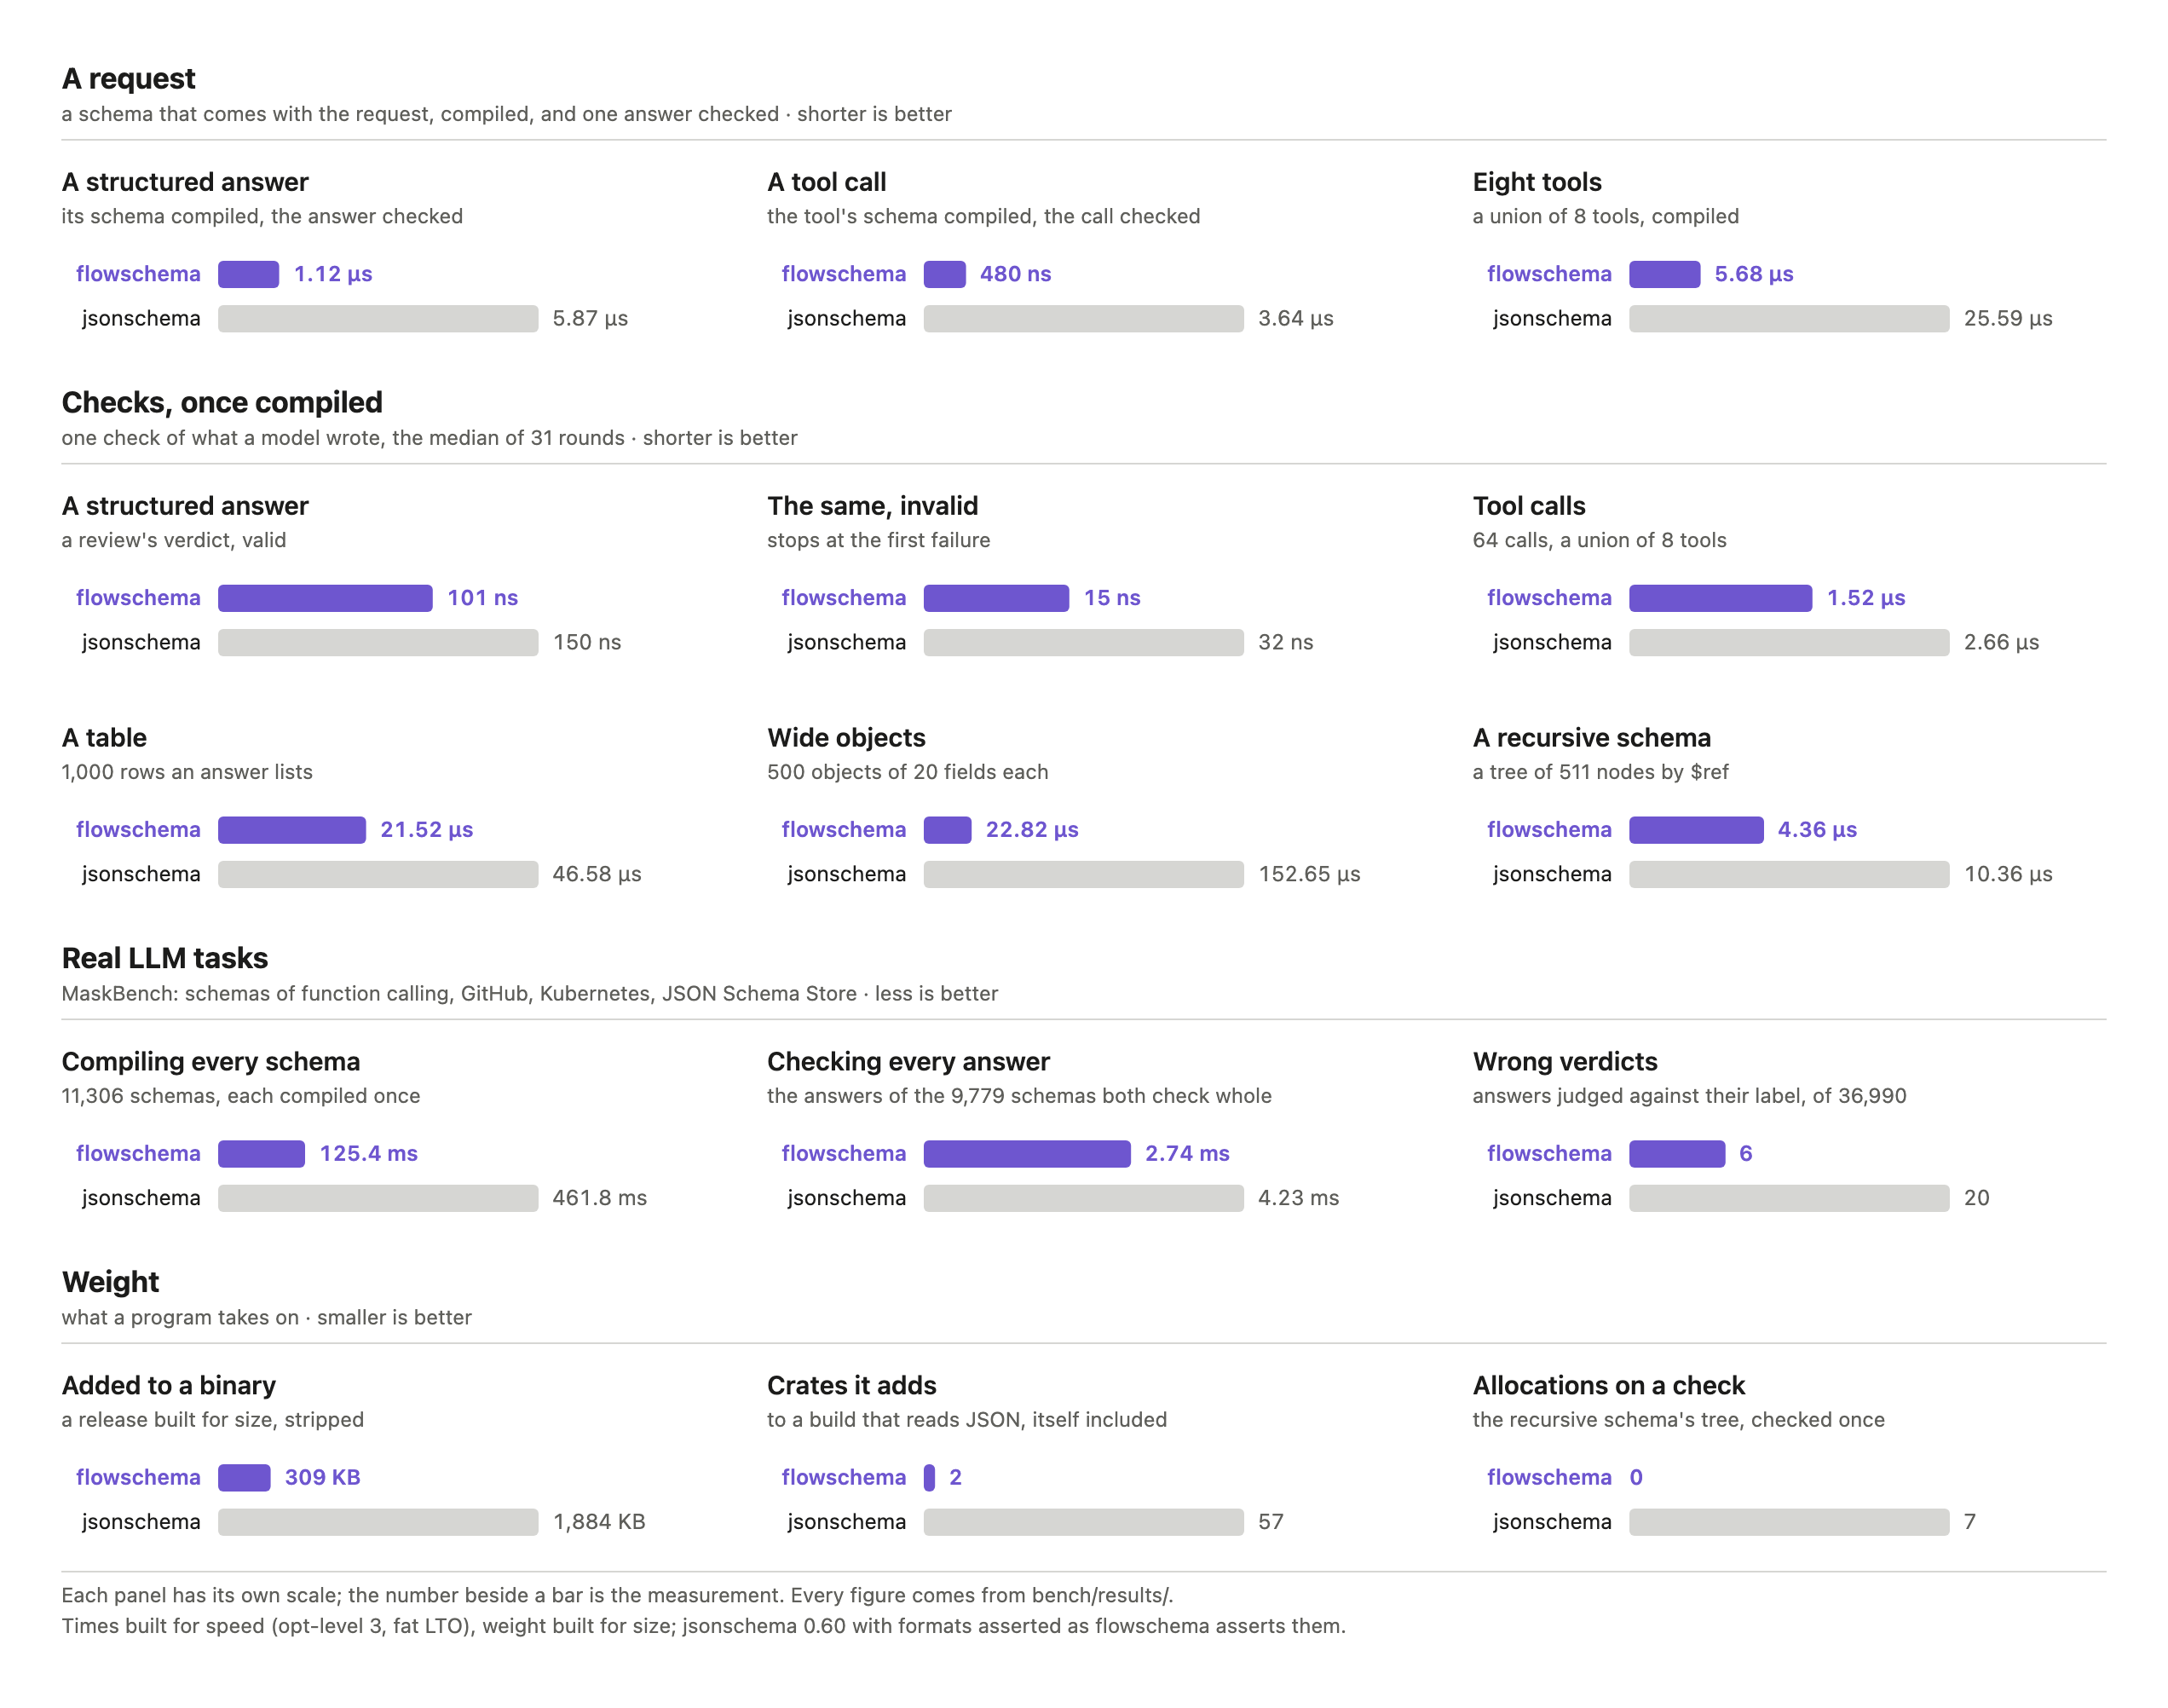 A request
a schema that comes with the request, compiled, and one answer checked · shorter is better
A structured answer
its schema compiled, the answer checked
flowschema 1.12 µs
jsonschema 5.87 µs
A tool call
the tool's schema compiled, the call checked
flowschema 480 ns
jsonschema 3.64 µs
Eight tools
a union of 8 tools, compiled
flowschema 5.68 µs
jsonschema 25.59 µs
Checks, once compiled
one check of what a model wrote, the median of 31 rounds · shorter is better
A structured answer
a review's verdict, valid
flowschema 101 ns
jsonschema 150 ns
The same, invalid
stops at the first failure
flowschema 15 ns
jsonschema 32 ns
Tool calls
64 calls, a union of 8 tools
flowschema 1.52 µs
jsonschema 2.66 µs
A table
1,000 rows an answer lists
flowschema 21.52 µs
jsonschema 46.58 µs
Wide objects
500 objects of 20 fields each
flowschema 22.82 µs
jsonschema 152.65 µs
A recursive schema
a tree of 511 nodes by $ref
flowschema 4.36 µs
jsonschema 10.36 µs
Real LLM tasks
MaskBench: schemas of function calling, GitHub, Kubernetes, JSON Schema Store · less is better
Compiling every schema
11,306 schemas, each compiled once
flowschema 125.4 ms
jsonschema 461.8 ms
Checking every answer
the answers of the 9,779 schemas both check whole
flowschema 2.74 ms
jsonschema 4.23 ms
Wrong verdicts
answers judged against their label, of 36,990
flowschema 6
jsonschema 20
Weight
what a program takes on · smaller is better
Added to a binary
a release built for size, stripped
flowschema 309 KB
jsonschema 1,884 KB
Crates it adds
to a build that reads JSON, itself included
flowschema 2
jsonschema 57
Allocations on a check
the recursive schema's tree, checked once
flowschema 0
jsonschema 7
Each panel has its own scale; the number beside a bar is the measurement. Every figure comes from bench/results/.
Times built for speed (opt-level 3, fat LTO), weight built for size; jsonschema 0.60 with formats asserted as flowschema asserts them.